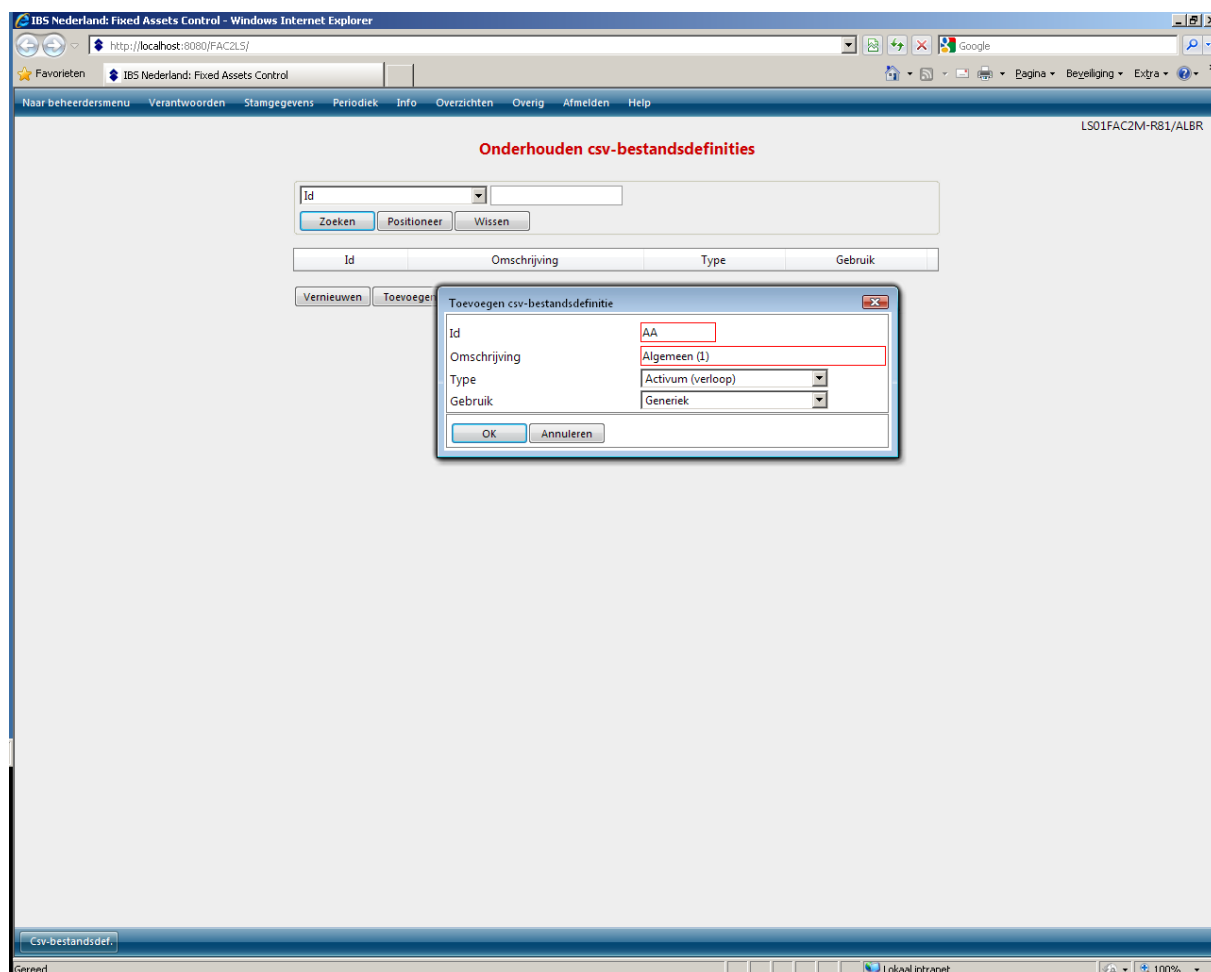 IBS Nederland: Fixed Assets Control - Windows Internet Explorer
http://localhost:8080/FAC2LS/
Google
Favorieten IBS Nederland: Fixed Assets Control Pagina Beveiliging Extra
Naar beheerdersmenu Verantwoorden Stamgegevens Periodiek Info Overzichten Overig Afmelden Help
LS01FAC2M-R81/ALBR
Onderhouden csv-bestandsdefinities
Id
Zoeken Positioneer Wissen
Id Omschrijving Type Gebruik
Vernieuwen Toevoegen
Toevoegen csv-bestandsdefinitie
Id AA
Omschrijving Algemeen (1)
Type Activum (verloop)
Gebruik Generiek
OK Annuleren
Csv-bestandsdef.
Gereed Lokaal intranet 100%